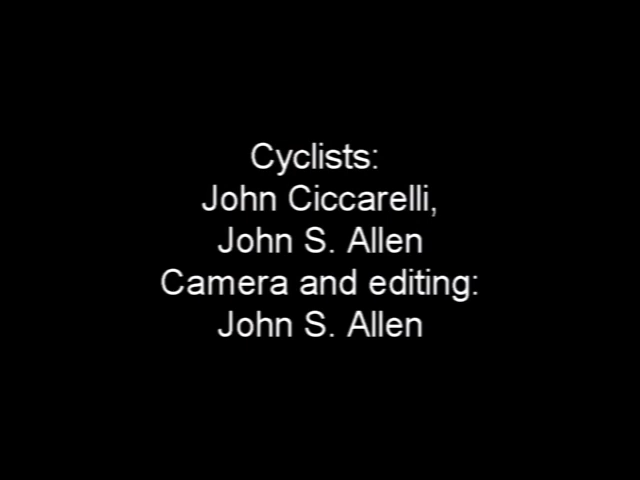 Cyclists:
John Ciccarelli,
John S. Allen
Camera and editing:
John S. Allen